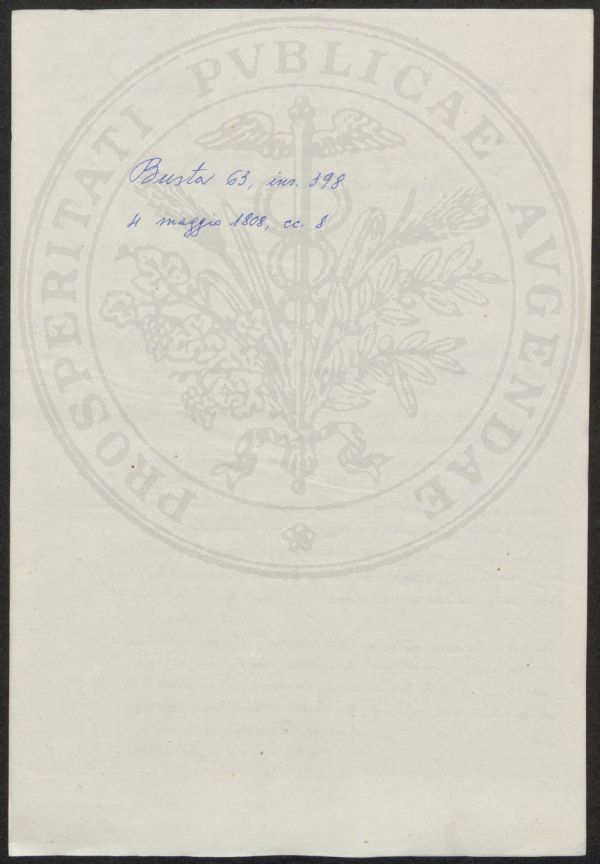 PROSPERITATI PVBLICAE AVGENDAE
Busta 63, ins. 398
4 maggio 1808, cc. 8